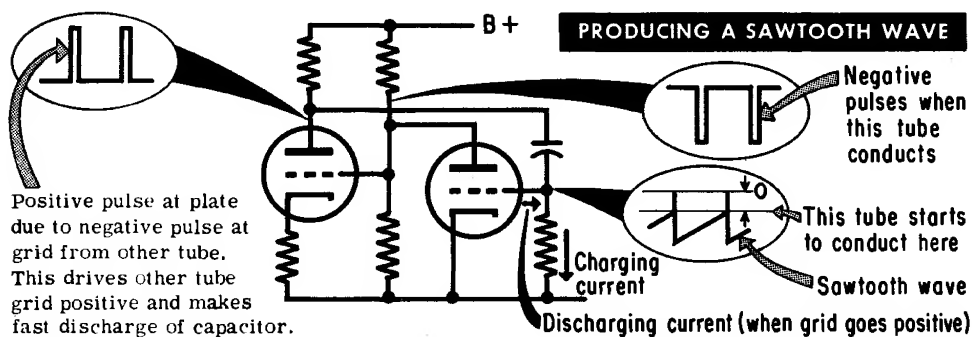 B+
PRODUCING A SAWTOOTH WAVE
Negative
pulses when
this tube
conducts
Positive pulse at plate
due to negative pulse at
grid from other tube.
This drives other tube
grid positive and makes
fast discharge of capacitor.
O
This tube starts
to conduct here
Sawtooth wave
Charging
current
Discharging current (when grid goes positive)